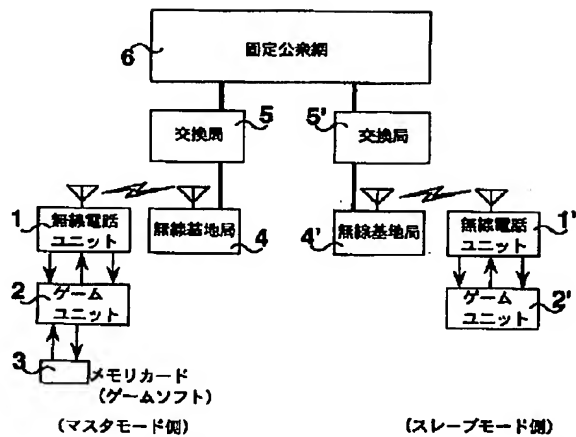 固定公衆網
6
5
交換局
5'
交換局
1
無線電話
ユニット
無線基地局
4
4'
無線基地局
無線電話
ユニット
1'
2
ゲーム
ユニット
ゲーム
ユニット
2'
3
メモリカード
(ゲームソフト)
(マスタモード側)
(スレーブモード側)